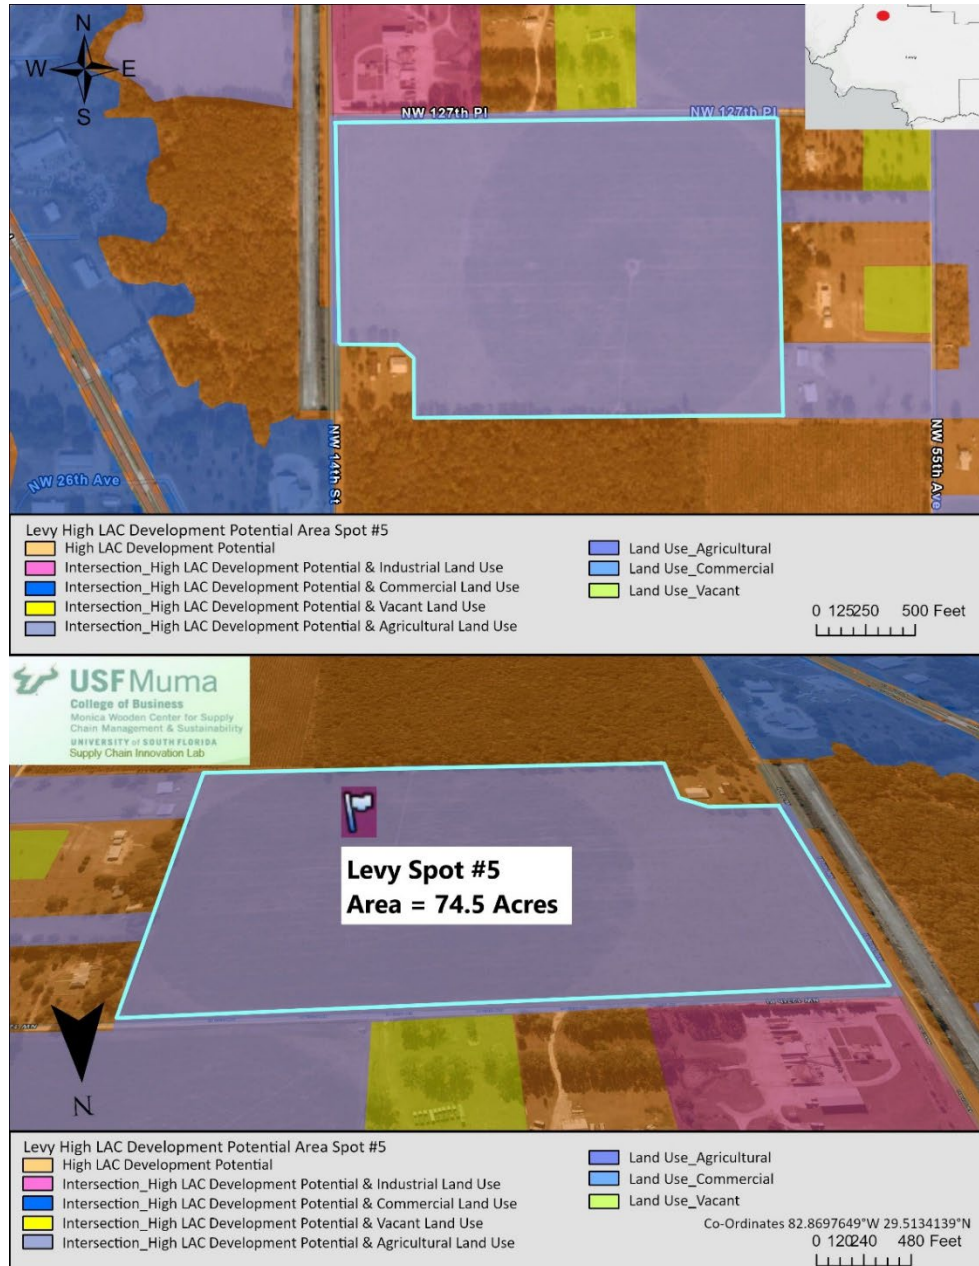 N
W E
S
Levy
NW 127th Pl
NW 127th Pl
NW 26th Ave
NW 14th St
NW 55th Ave
Levy High LAC Development Potential Area Spot #5
High LAC Development Potential
Intersection_High LAC Development Potential & Industrial Land Use
Intersection_High LAC Development Potential & Commercial Land Use
Intersection_High LAC Development Potential & Vacant Land Use
Intersection_High LAC Development Potential & Agricultural Land Use
Land Use_Agricultural
Land Use_Commercial
Land Use_Vacant
0 125250 500 Feet
USF Muma
College of Business
Monica Wooden Center for Supply
Chain Management & Sustainability
UNIVERSITY of SOUTH FLORIDA
Supply Chain Innovation Lab
Levy Spot #5
Area = 74.5 Acres
N
Levy High LAC Development Potential Area Spot #5
High LAC Development Potential
Intersection_High LAC Development Potential & Industrial Land Use
Intersection_High LAC Development Potential & Commercial Land Use
Intersection_High LAC Development Potential & Vacant Land Use
Intersection_High LAC Development Potential & Agricultural Land Use
Land Use_Agricultural
Land Use_Commercial
Land Use_Vacant
Co-Ordinates 82.8697649°W 29.5134139°N
0 120240 480 Feet